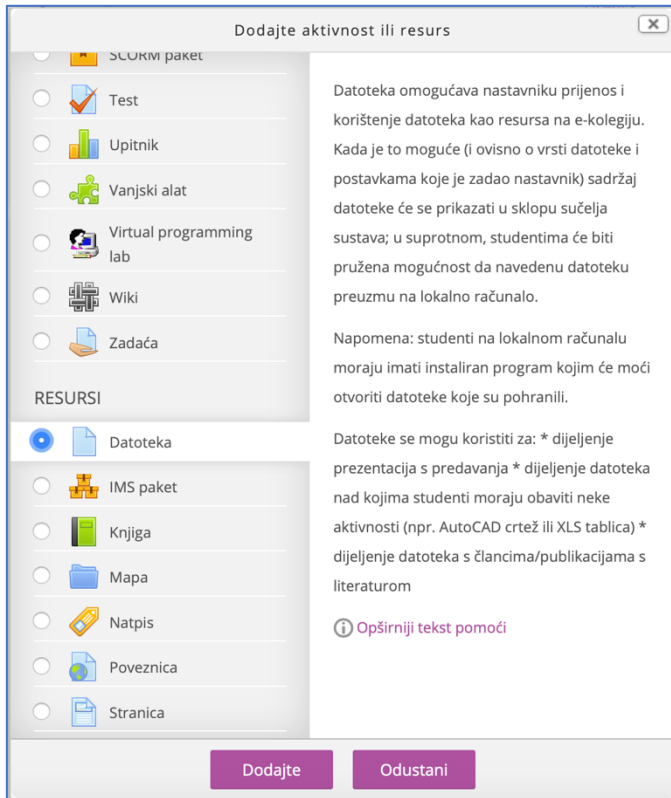 Dodajte aktivnost ili resurs
SCORM paket
Test
Upitnik
Vanjski alat
Virtual programming
lab
Wiki
Zadaća
RESURSI
Datoteka
IMS paket
Knjiga
Mapa
Natpis
Poveznica
Stranica
Datoteka omogućava nastavniku prijenos i
korištenje datoteka kao resursa na e-kolegiju.
Kada je to moguće (i ovisno o vrsti datoteke i
postavkama koje je zadao nastavnik) sadržaj
datoteke će se prikazati u sklopu sučelja
sustava; u suprotnom, studentima će biti
pružena mogućnost da navedenu datoteku
preuzmu na lokalno računalo.
Napomena: studenti na lokalnom računalu
moraju imati instaliran program kojim će moći
otvoriti datoteke koje su pohranili.
Datoteke se mogu koristiti za: * dijeljenje
prezentacija s predavanja * dijeljenje datoteka
nad kojima studenti moraju obaviti neke
aktivnosti (npr. AutoCAD crtež ili XLS tablica) *
dijeljenje datoteka s člancima/publikacijama s
literaturom
Opširniji tekst pomoći
Dodajte
Odustani